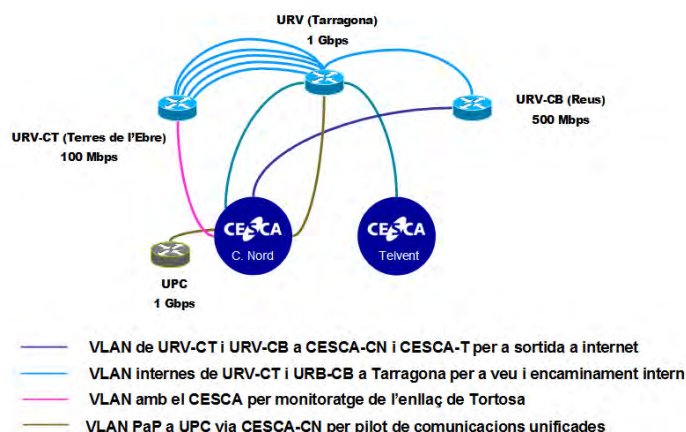 URV (Tarragona)
1 Gbps
URV-CB (Reus)
500 Mbps
URV-CT (Terres de l'Ebre)
100 Mbps
CESCA
C. Nord
CESCA
Telvent
UPC
1 Gbps
VLAN de URV-CT i URV-CB a CESCA-CN i CESCA-T per a sortida a internet
VLAN internes de URV-CT i URB-CB a Tarragona per a veu i encaminament intern
VLAN amb el CESCA per monitoratge de l'enllaç de Tortosa
VLAN PaP a UPC via CESCA-CN per pilot de comunicacions unificades